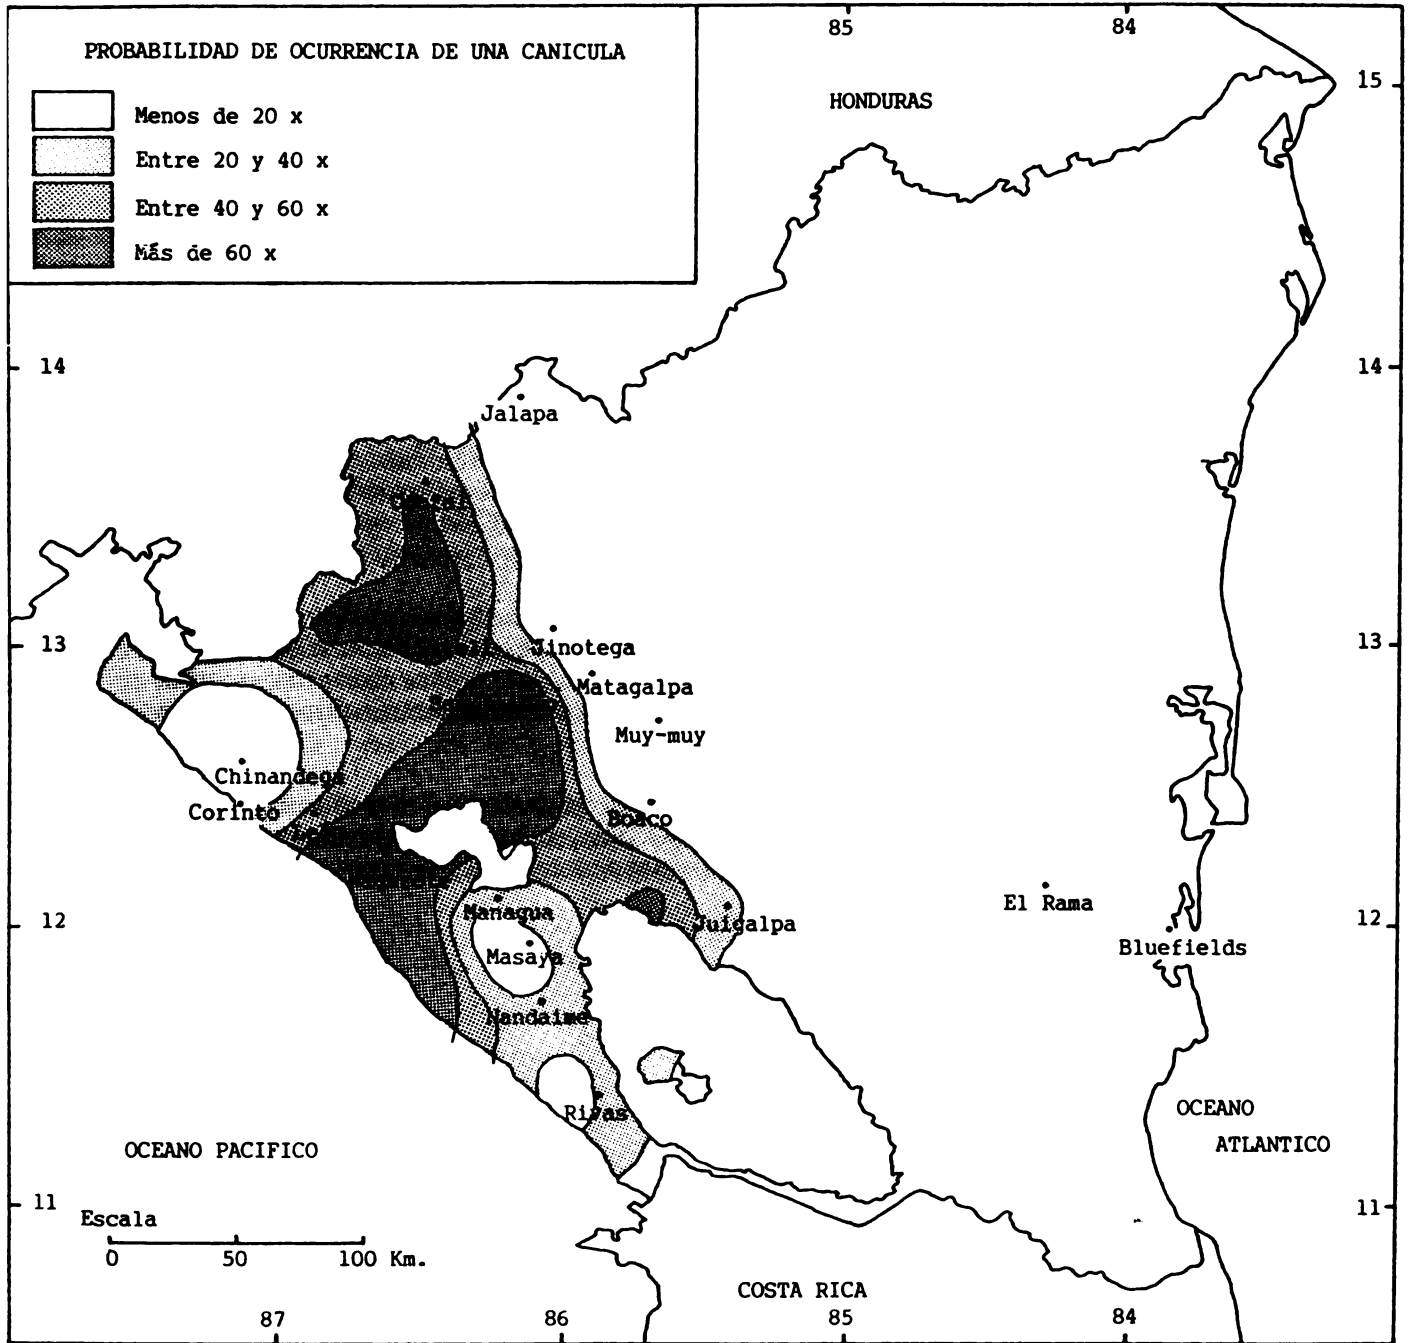 85
84
PROBABILIDAD DE OCURRENCIA DE UNA CANICULA
Menos de 20 x
Entre 20 y 40 x
Entre 40 y 60 x
Más de 60 x
HONDURAS
15
14
14
Jalapa
13
13
Jinotega
Matagalpa
Muy-muy
Chinandega
Corinto
Boaco
12
12
Managua
Juigalpa
El Rama
Bluefields
Masaya
Nandaime
Rivas
OCEANO
ATLANTICO
OCEANO PACIFICO
11
11
Escala
0 50 100 Km.
COSTA RICA
87
86
85
84